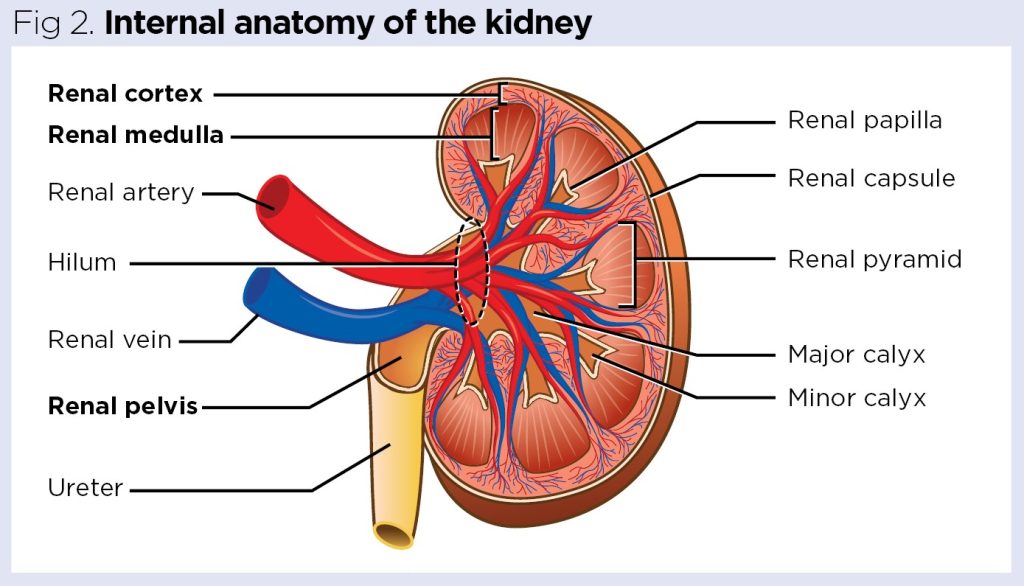 Fig 2. Internal anatomy of the kidney
Renal cortex
Renal medulla
Renal artery
Hilum
Renal vein
Renal pelvis
Ureter
Renal papilla
Renal capsule
Renal pyramid
Major calyx
Minor calyx